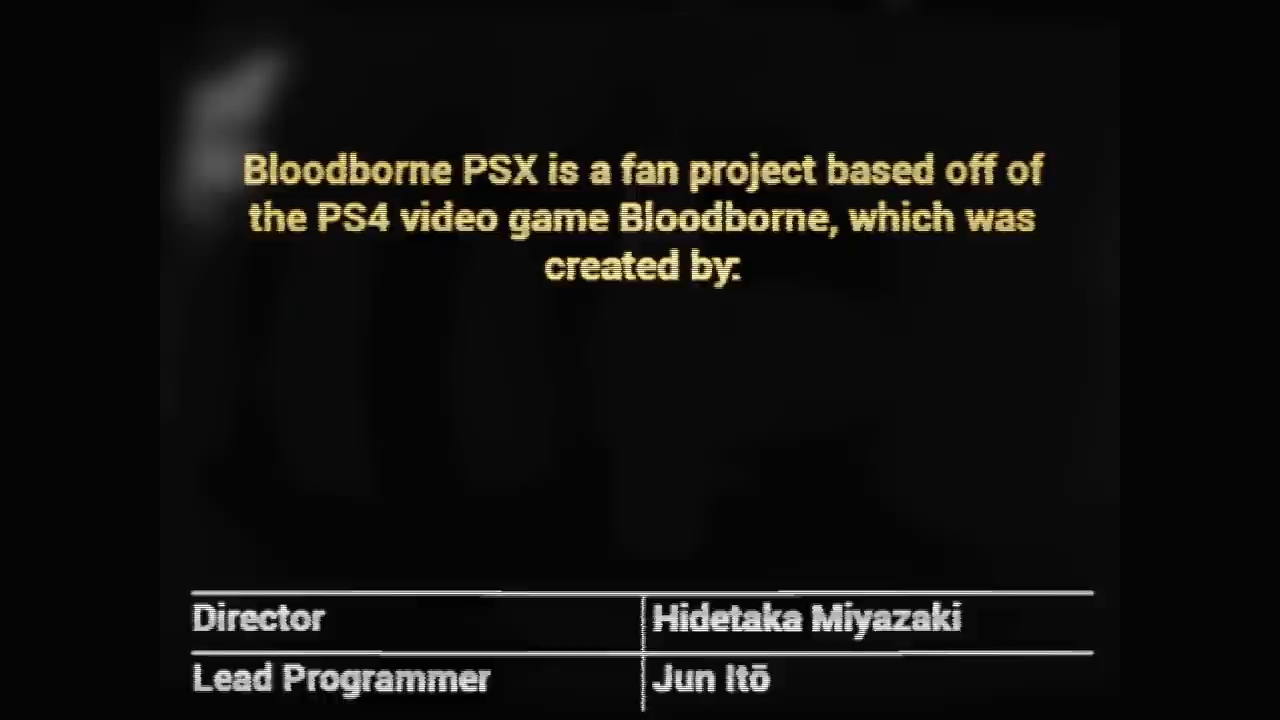 Bloodborne PSX is a fan project based off of
the PS4 video game Bloodborne, which was
created by:
Director Hidetaka Miyazaki
Lead Programmer Jun Itō